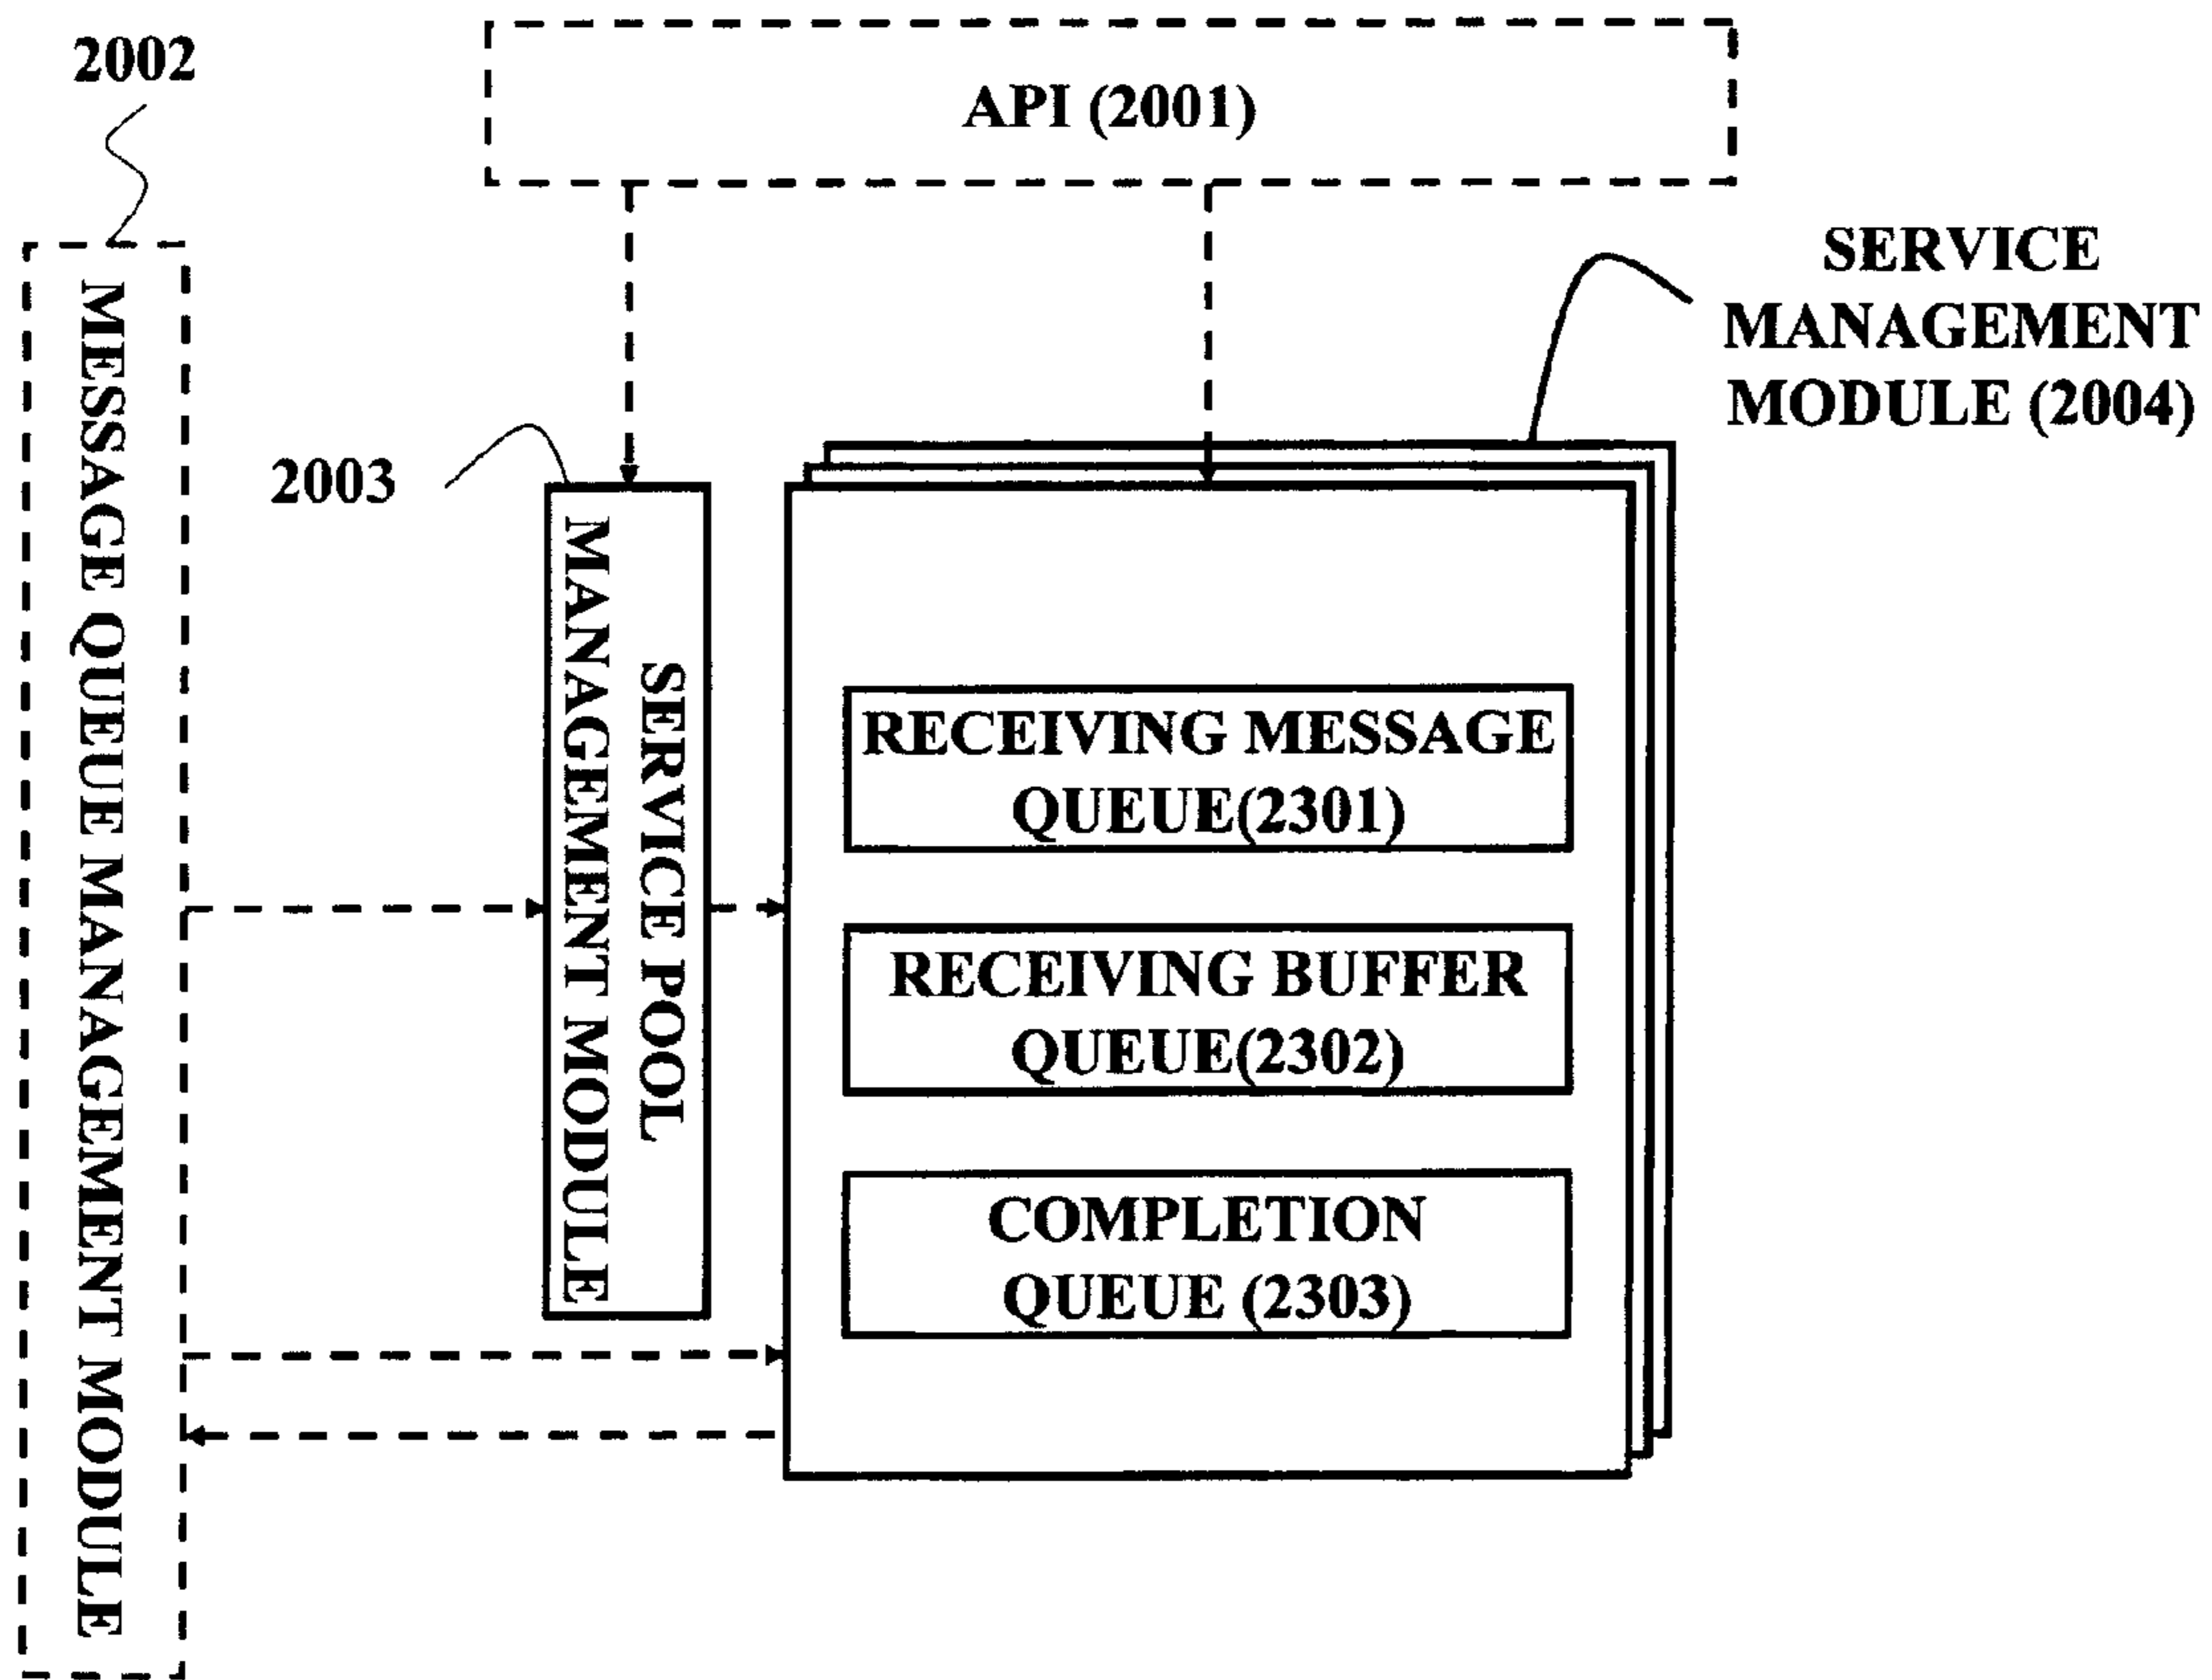 2002
API (2001)
SERVICE
MANAGEMENT
MODULE (2004)
2003
MESSAGE QUEUE MANAGEMENT MODULE
SERVICE POOL
MANAGEMENT MODULE
RECEIVING MESSAGE
QUEUE(2301)
RECEIVING BUFFER
QUEUE(2302)
COMPLETION
QUEUE (2303)